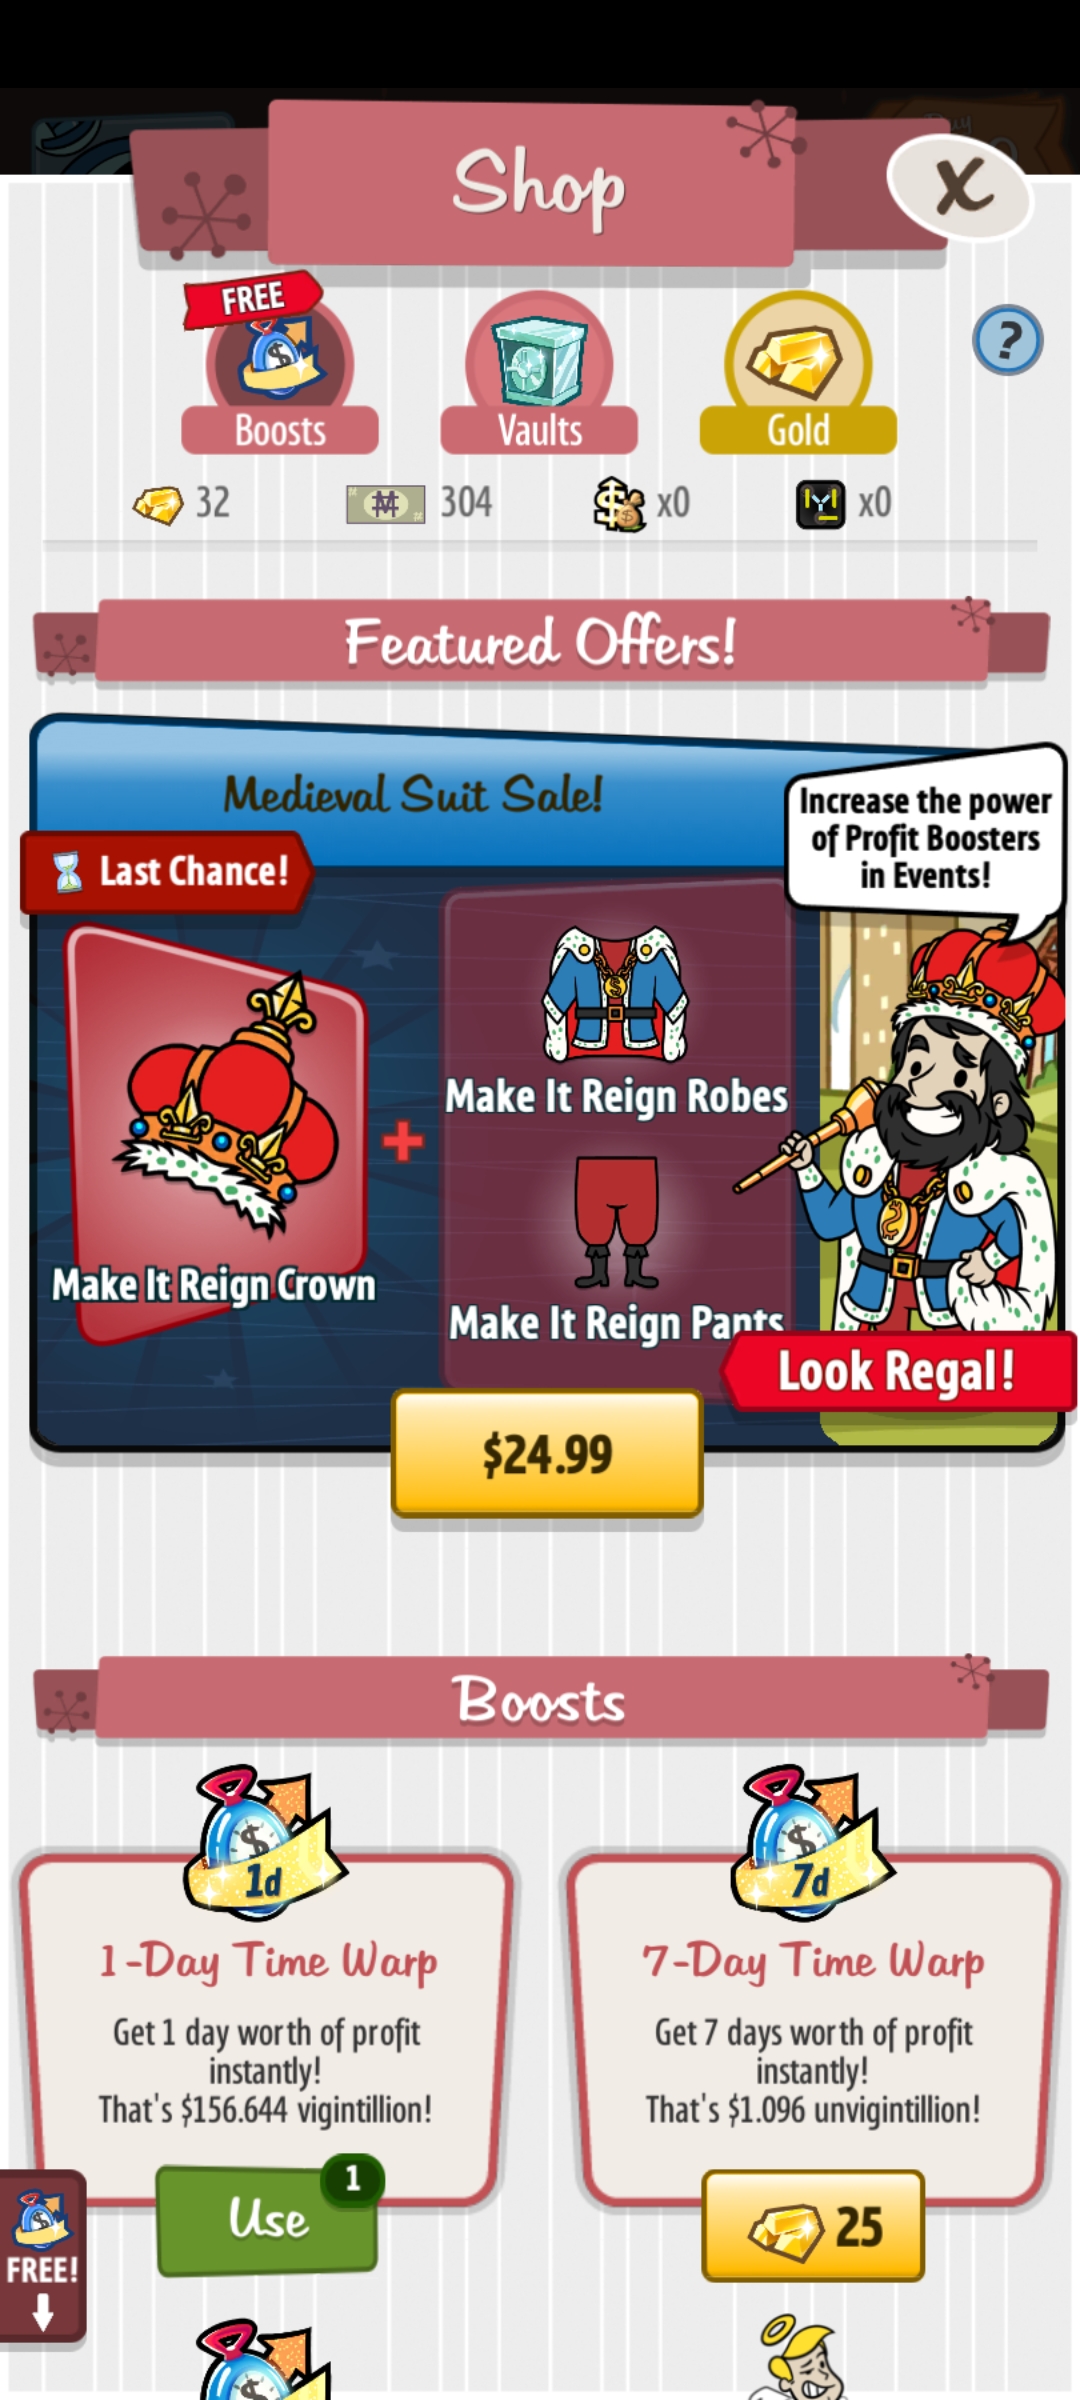 Shop
X
FREE
?
Boosts
Vaults
Gold
32
304
x0
x0
Featured Offers!
Medieval Suit Sale!
Increase the power
of Profit Boosters
in Events!
Last Chance!
Make It Reign Robes
+
Make It Reign Crown
Make It Reign Pants
Look Regal!
$24.99
Boosts
1d
7d
1-Day Time Warp
7-Day Time Warp
Get 1 day worth of profit
instantly!
That's $156.644 vigintillion!
Get 7 days worth of profit
instantly!
That's $1.096 unvigintillion!
1
Use
25
FREE!